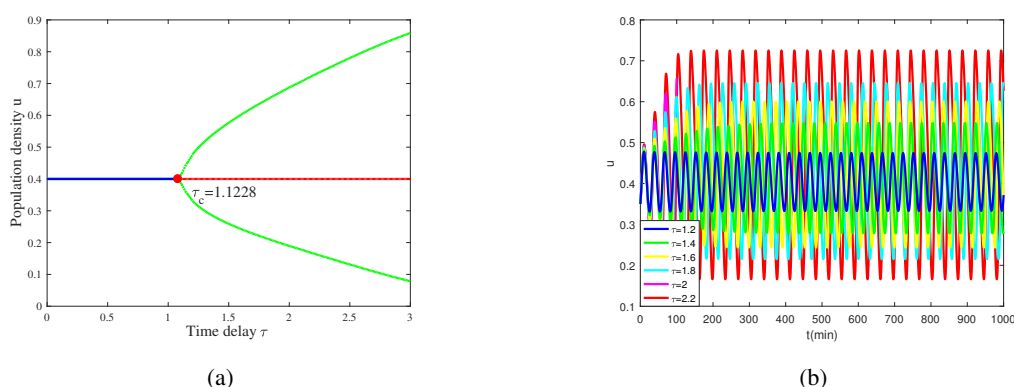 0.9
0.8
0.7
0.6
0.5
0.4
0.3
0.2
0.1
0
0 0.5 1 1.5 2 2.5 3
Population density u
Time delay τ
τc=1.1228
(a)
0.8
0.7
0.6
0.5
0.4
0.3
0.2
0.1
0 100 200 300 400 500 600 700 800 900 1000
u
t(min)
τ=1.2
τ=1.4
τ=1.6
τ=1.8
τ=2
τ=2.2
(b)